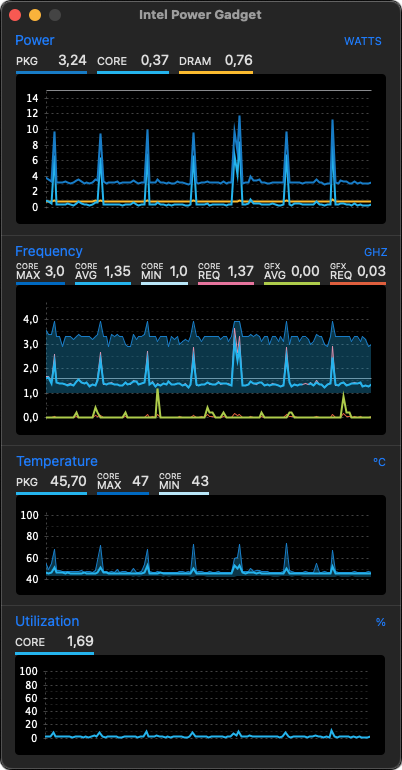 Intel Power Gadget
Power WATTS
PKG 3,24 CORE 0,37 DRAM 0,76
14
12
10
8
6
4
2
0
Frequency GHZ
CORE MAX 3,0 CORE AVG 1,35 CORE MIN 1,0 CORE REQ 1,37 GFX AVG 0,00 GFX REQ 0,03
4,0
3,0
2,0
1,0
0,0
Temperature °C
PKG 45,70 CORE MAX 47 CORE MIN 43
100
80
60
40
Utilization %
CORE 1,69
100
80
60
40
20
0